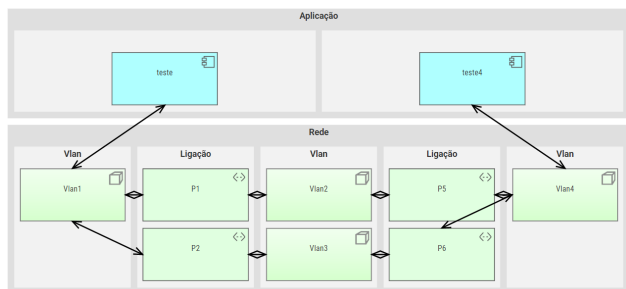 Aplicação
teste
teste4
Rede
Vlan
Ligação
Vlan
Ligação
Vlan
Vlan1
P1
Vlan2
P5
Vlan4
P2
Vlan3
P6